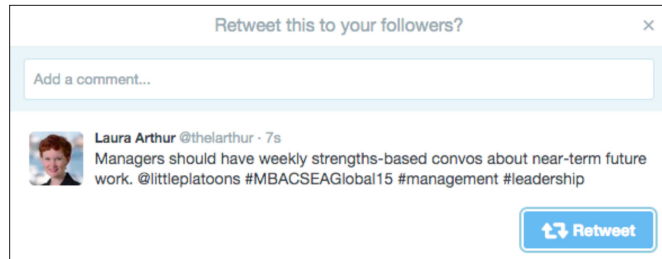 Retweet this to your followers?
Add a comment...
Laura Arthur @thelarthur · 7s
Managers should have weekly strengths-based convos about near-term future
work. @littleplatoons #MBACSEAGlobal15 #management #leadership
Retweet